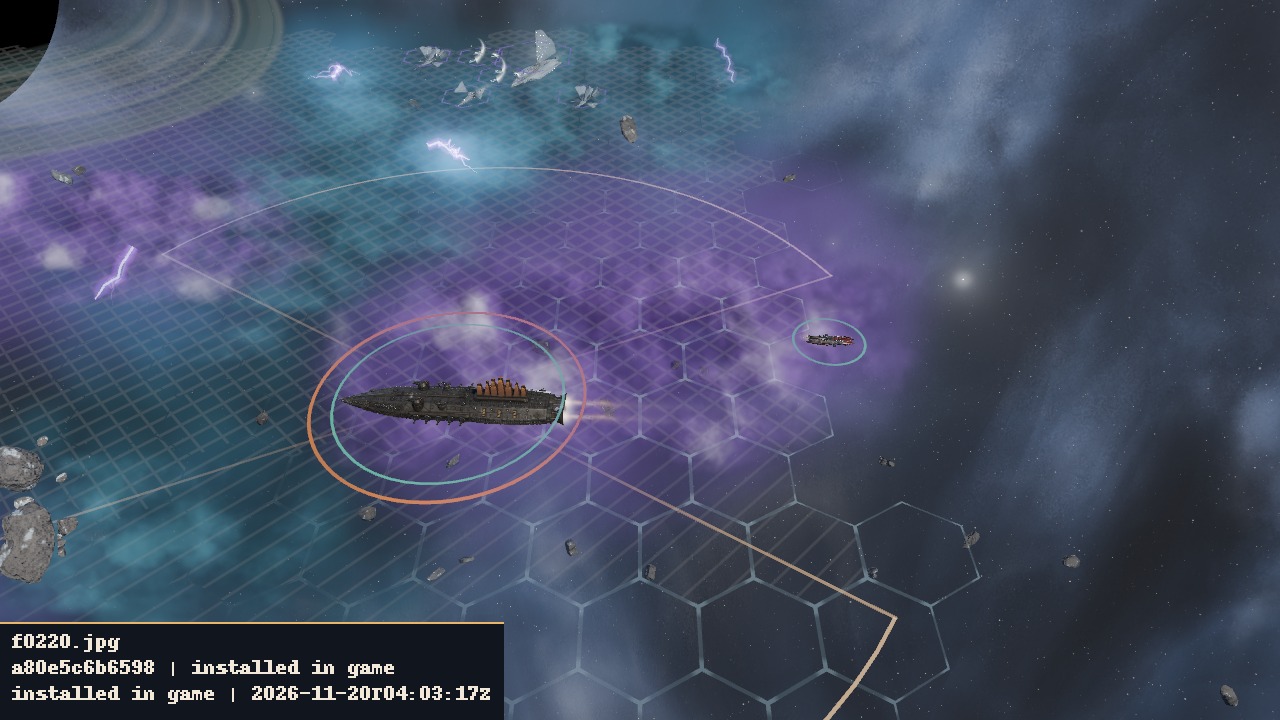 f0220.jpg
a80e5c6b6598 | installed in game
installed in game | 2026-11-20T04:03:17z